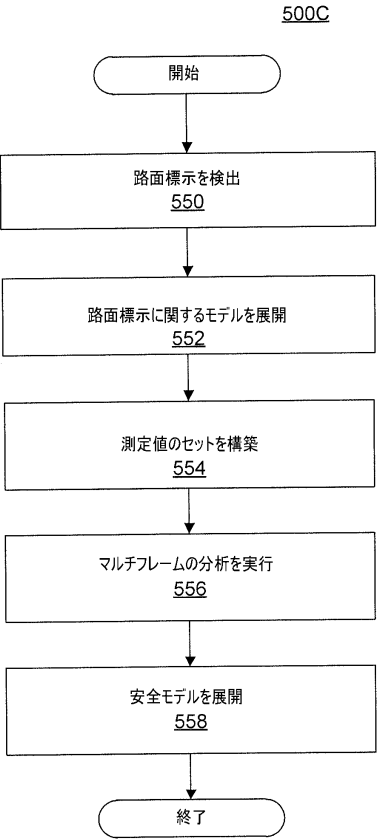 500C
開始
路面標示を検出
550
路面標示に関するモデルを展開
552
測定値のセットを構築
554
マルチフレームの分析を実行
556
安全モデルを展開
558
終了